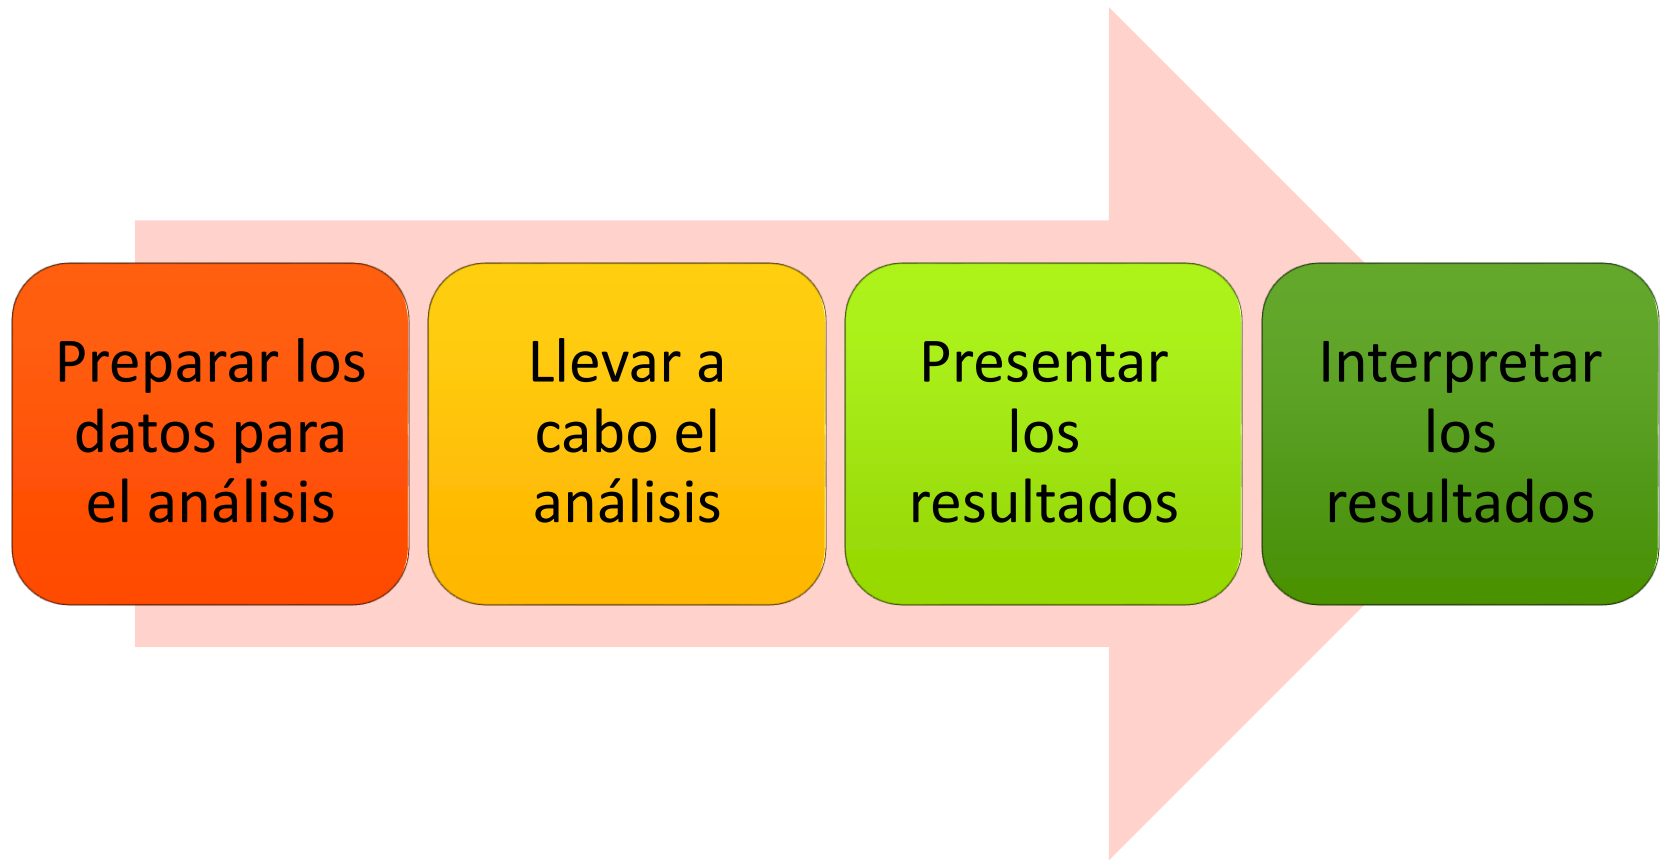 Preparar los
datos para
el análisis
Llevar a
cabo el
análisis
Presentar
los
resultados
Interpretar
los
resultados